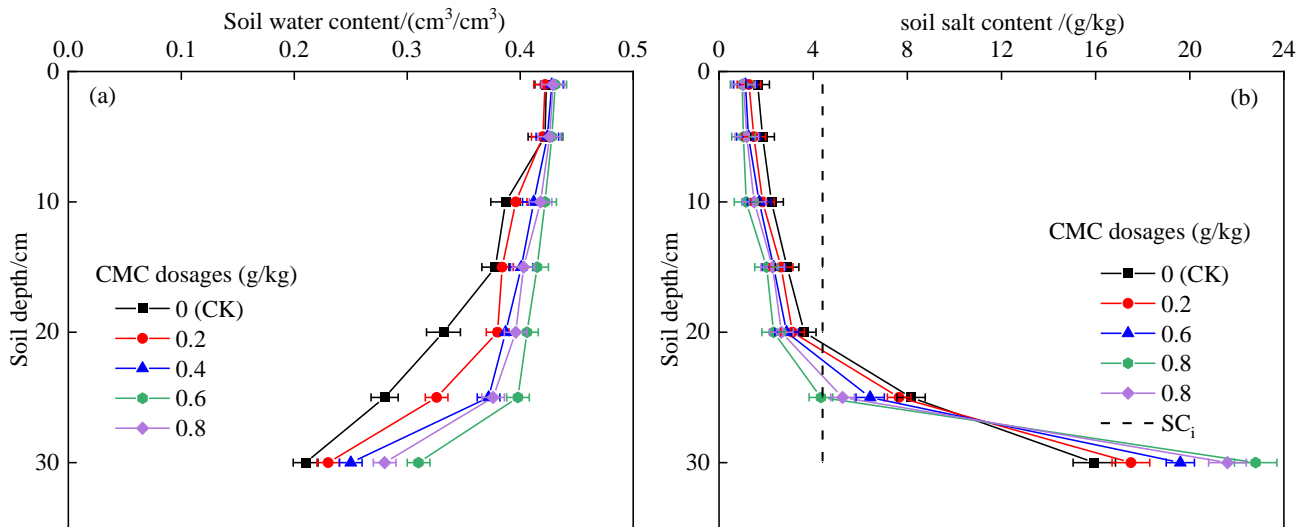 Soil water content/(cm³/cm³)
0.0 0.1 0.2 0.3 0.4 0.5
0
10
20
30
Soil depth/cm
(a)
CMC dosages (g/kg)
0 (CK)
0.2
0.4
0.6
0.8
soil salt content /(g/kg)
0 4 8 12 16 20 24
0
10
20
30
Soil depth/cm
(b)
CMC dosages (g/kg)
0 (CK)
0.2
0.6
0.8
0.8
SCᵢ